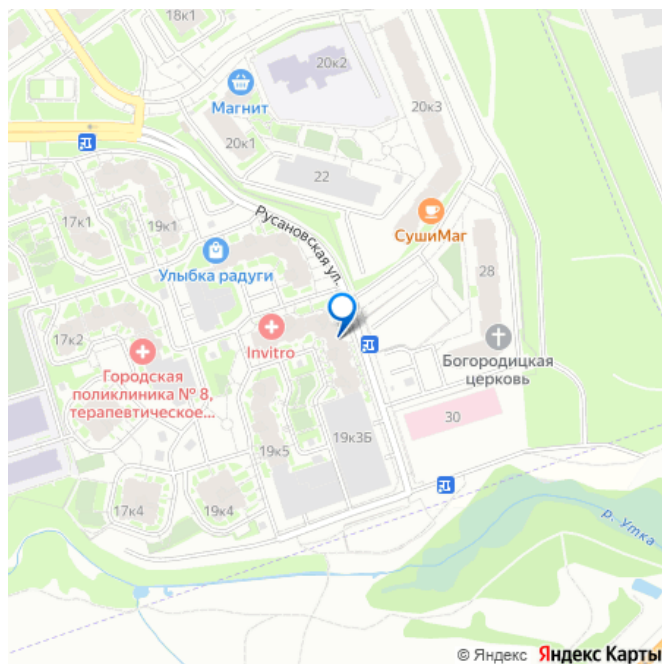 18к1
20к2
Магнит
20к3
20к1
22
17к1
19к1
Русановская ул.
СушиМаг
Улыбка радуги
28
17к2
Invitro
Городская
поликлиника № 8,
терапевтическое...
Богородицкая
церковь
30
19к3Б
19к5
17к4
19к4
р. Утка
© Яндекс Яндекс Карты